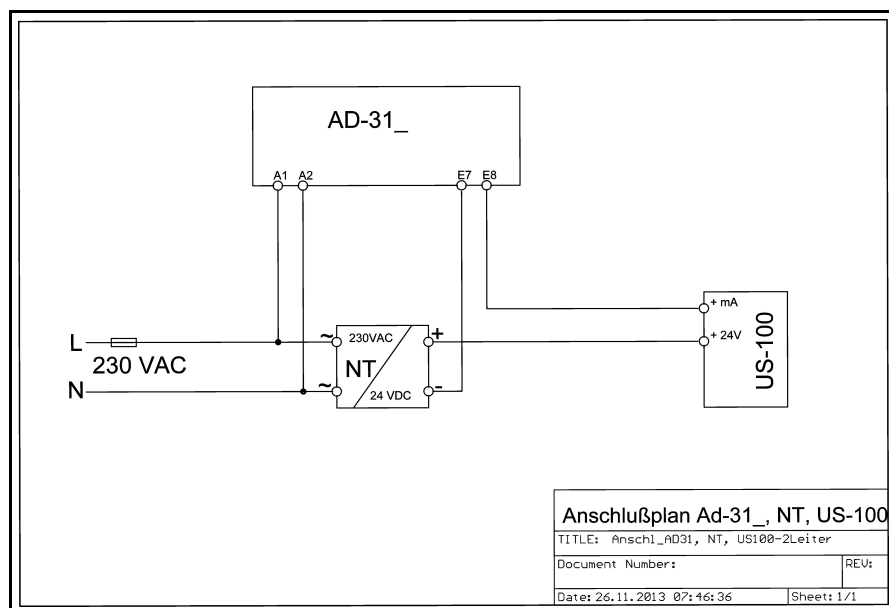 AD-31_
A1 A2 E7 E8
+ mA
+ 24V
US-100
L
230 VAC
N
~ 230VAC +
NT
~ 24 VDC -
Anschlußplan Ad-31_, NT, US-100
TITLE: Anschl_AD31, NT, US100-2Leiter
Document Number: REV:
Date: 26.11.2013 07:46:36 Sheet: 1/1